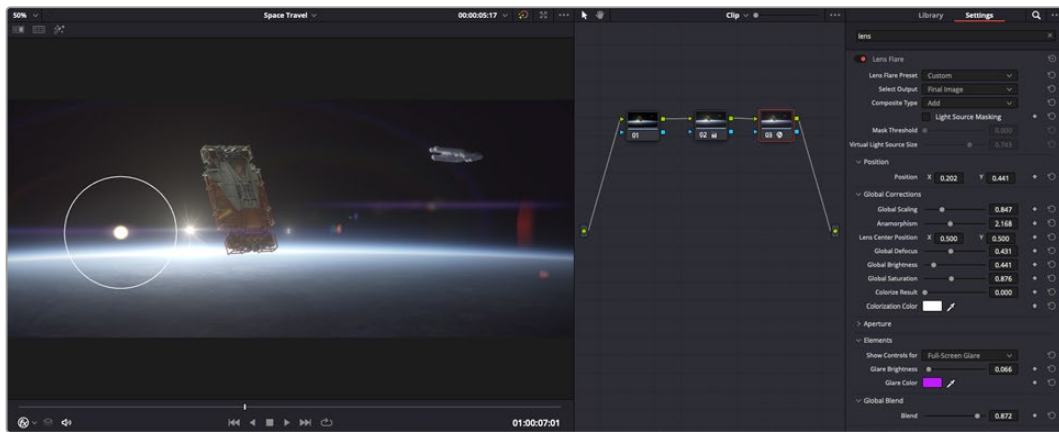 50%
Space Travel
00:00:05:17
Clip
Library
Settings
lens
Lens Flare
Lens Flare Preset Custom
Select Output Final Image
Composite Type Add
Light Source Masking
Mask Threshold 0.000
Virtual Light Source Size 0.743
Position
Position X 0.202 Y 0.441
Global Corrections
Global Scaling 0.847
Anamorphism 2.168
Lens Center Position X 0.500 Y 0.500
Global Defocus 0.431
Global Brightness 0.441
Global Saturation 0.876
Colorize Result 0.000
Colorization Color
Aperture
Elements
Show Controls for Full-Screen Glare
Glare Brightness 0.066
Glare Color
Global Blend
Blend 0.872
01
02
03
01:00:07:01